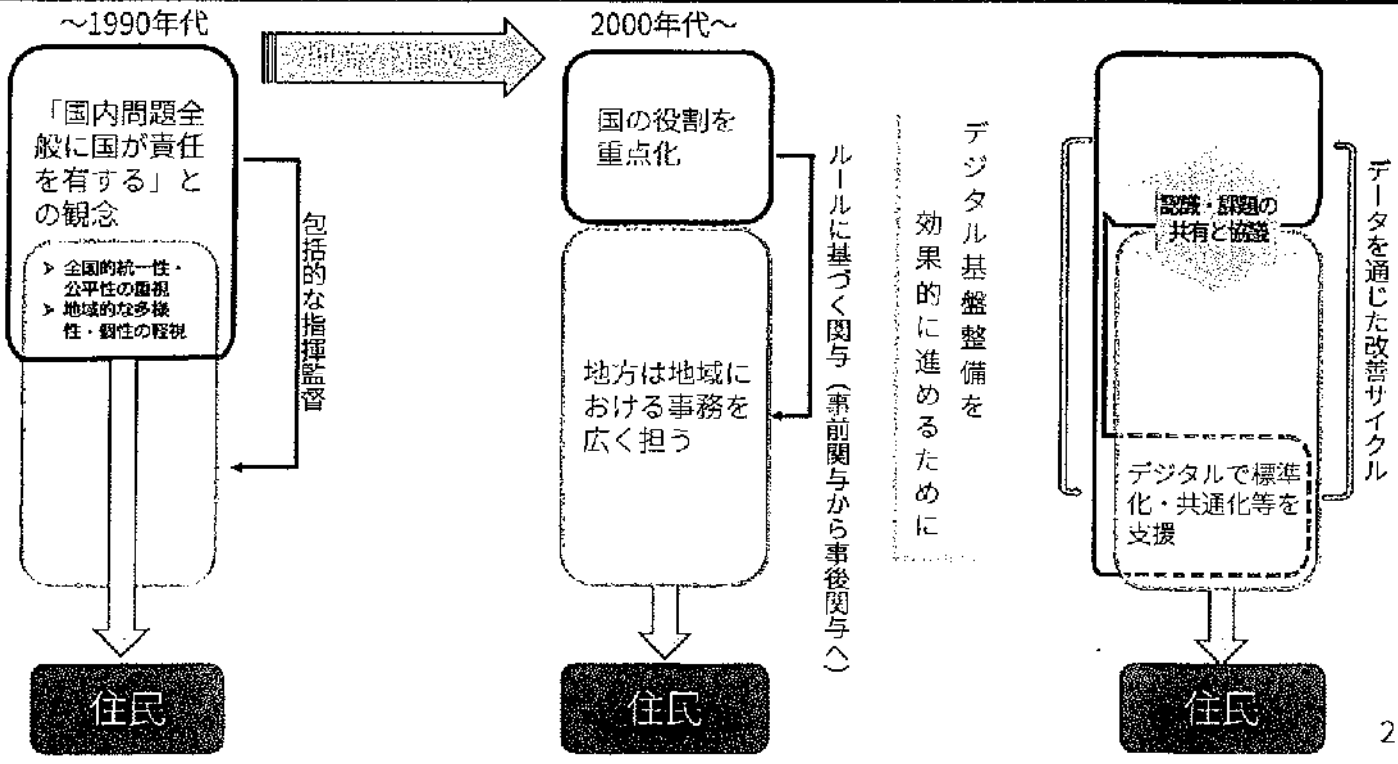 ～1990年代
「国内問題全
般に国が責任
を有する」と
の観念
➢ 全国的統一性・
公平性の重視
➢ 地域的な多様
性・個性の軽視
包括的な指揮監督
住民
2000年代～
国の役割を
重点化
地方は地域に
おける事務を
広く担う
ルールに基づく関与（事前関与から事後関与へ）
住民
デジタル基盤整備を
効果的に進めるために
認識・課題の
共有と協議
デジタルで標準
化・共通化等を
支援
データを通じた改善サイクル
住民
2